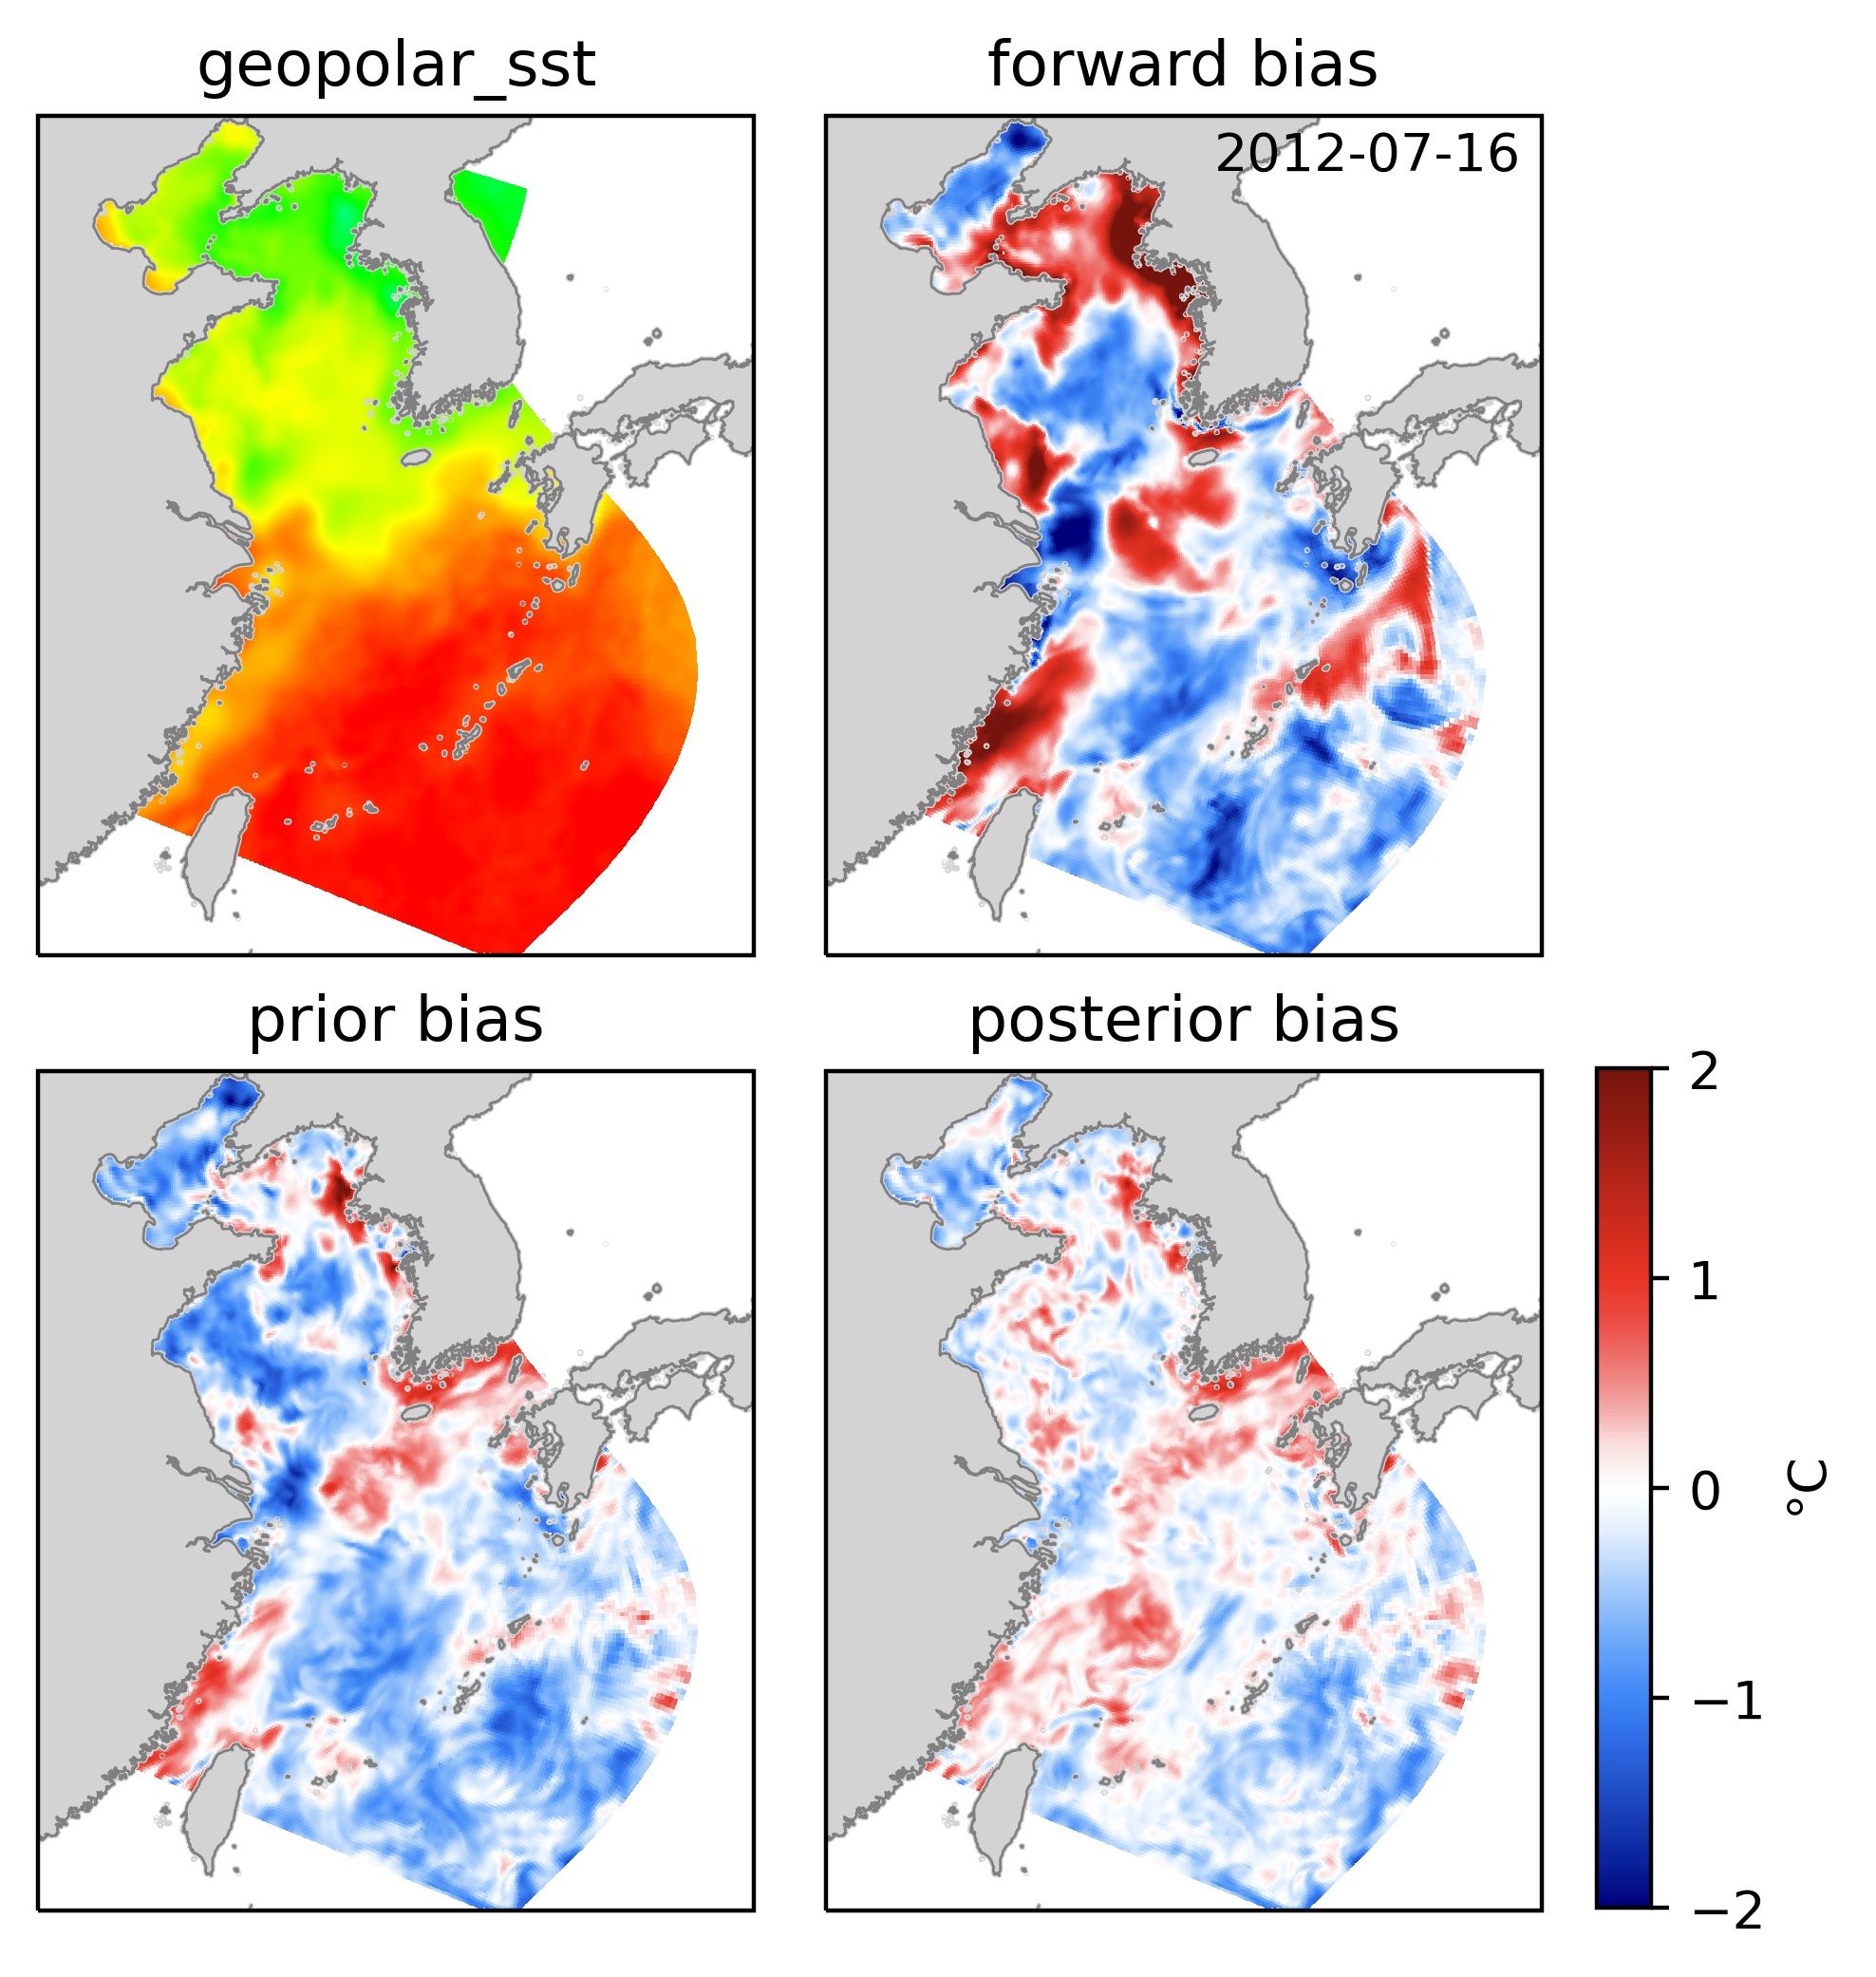 geopolar_sst
forward bias
2012-07-16
prior bias
posterior bias
2
1
0
−1
−2
°C